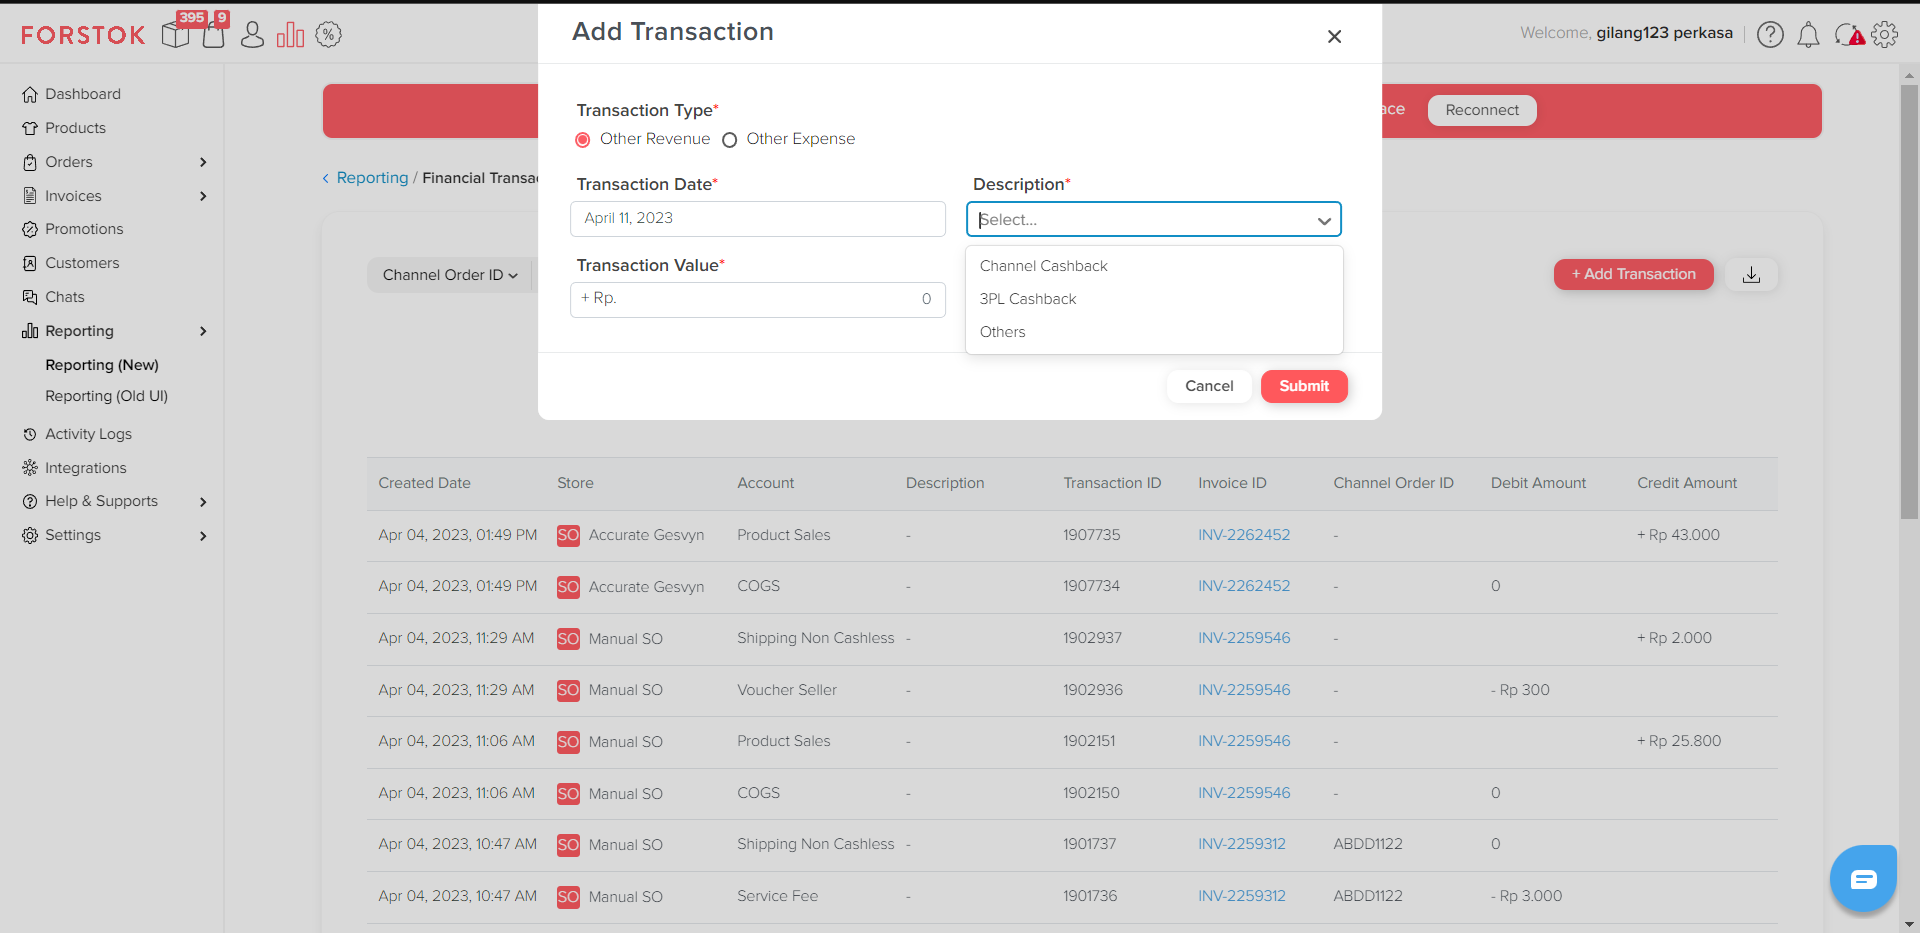 FORSTOK
395
9
Add Transaction
Welcome, gilang123 perkasa
Dashboard
Products
Orders
Invoices
Promotions
Customers
Chats
Reporting
Reporting (New)
Reporting (Old UI)
Activity Logs
Integrations
Help & Supports
Settings
ace
Reconnect
Reporting / Financial Transac
Transaction Type*
Other Revenue
Other Expense
Transaction Date*
Description*
April 11, 2023
Select...
Transaction Value*
+ Rp.
0
Channel Cashback
3PL Cashback
Others
Cancel
Submit
Channel Order ID
+ Add Transaction
Created Date Store Account Description Transaction ID Invoice ID Channel Order ID Debit Amount Credit Amount
Apr 04, 2023, 01:49 PM SO Accurate Gesvyn Product Sales - 1907735 INV-2262452 - + Rp 43.000
Apr 04, 2023, 01:49 PM SO Accurate Gesvyn COGS - 1907734 INV-2262452 - 0
Apr 04, 2023, 11:29 AM SO Manual SO Shipping Non Cashless - 1902937 INV-2259546 - + Rp 2.000
Apr 04, 2023, 11:29 AM SO Manual SO Voucher Seller - 1902936 INV-2259546 - - Rp 300
Apr 04, 2023, 11:06 AM SO Manual SO Product Sales - 1902151 INV-2259546 - + Rp 25.800
Apr 04, 2023, 11:06 AM SO Manual SO COGS - 1902150 INV-2259546 - 0
Apr 04, 2023, 10:47 AM SO Manual SO Shipping Non Cashless - 1901737 INV-2259312 ABDD1122 0
Apr 04, 2023, 10:47 AM SO Manual SO Service Fee - 1901736 INV-2259312 ABDD1122 - Rp 3.000